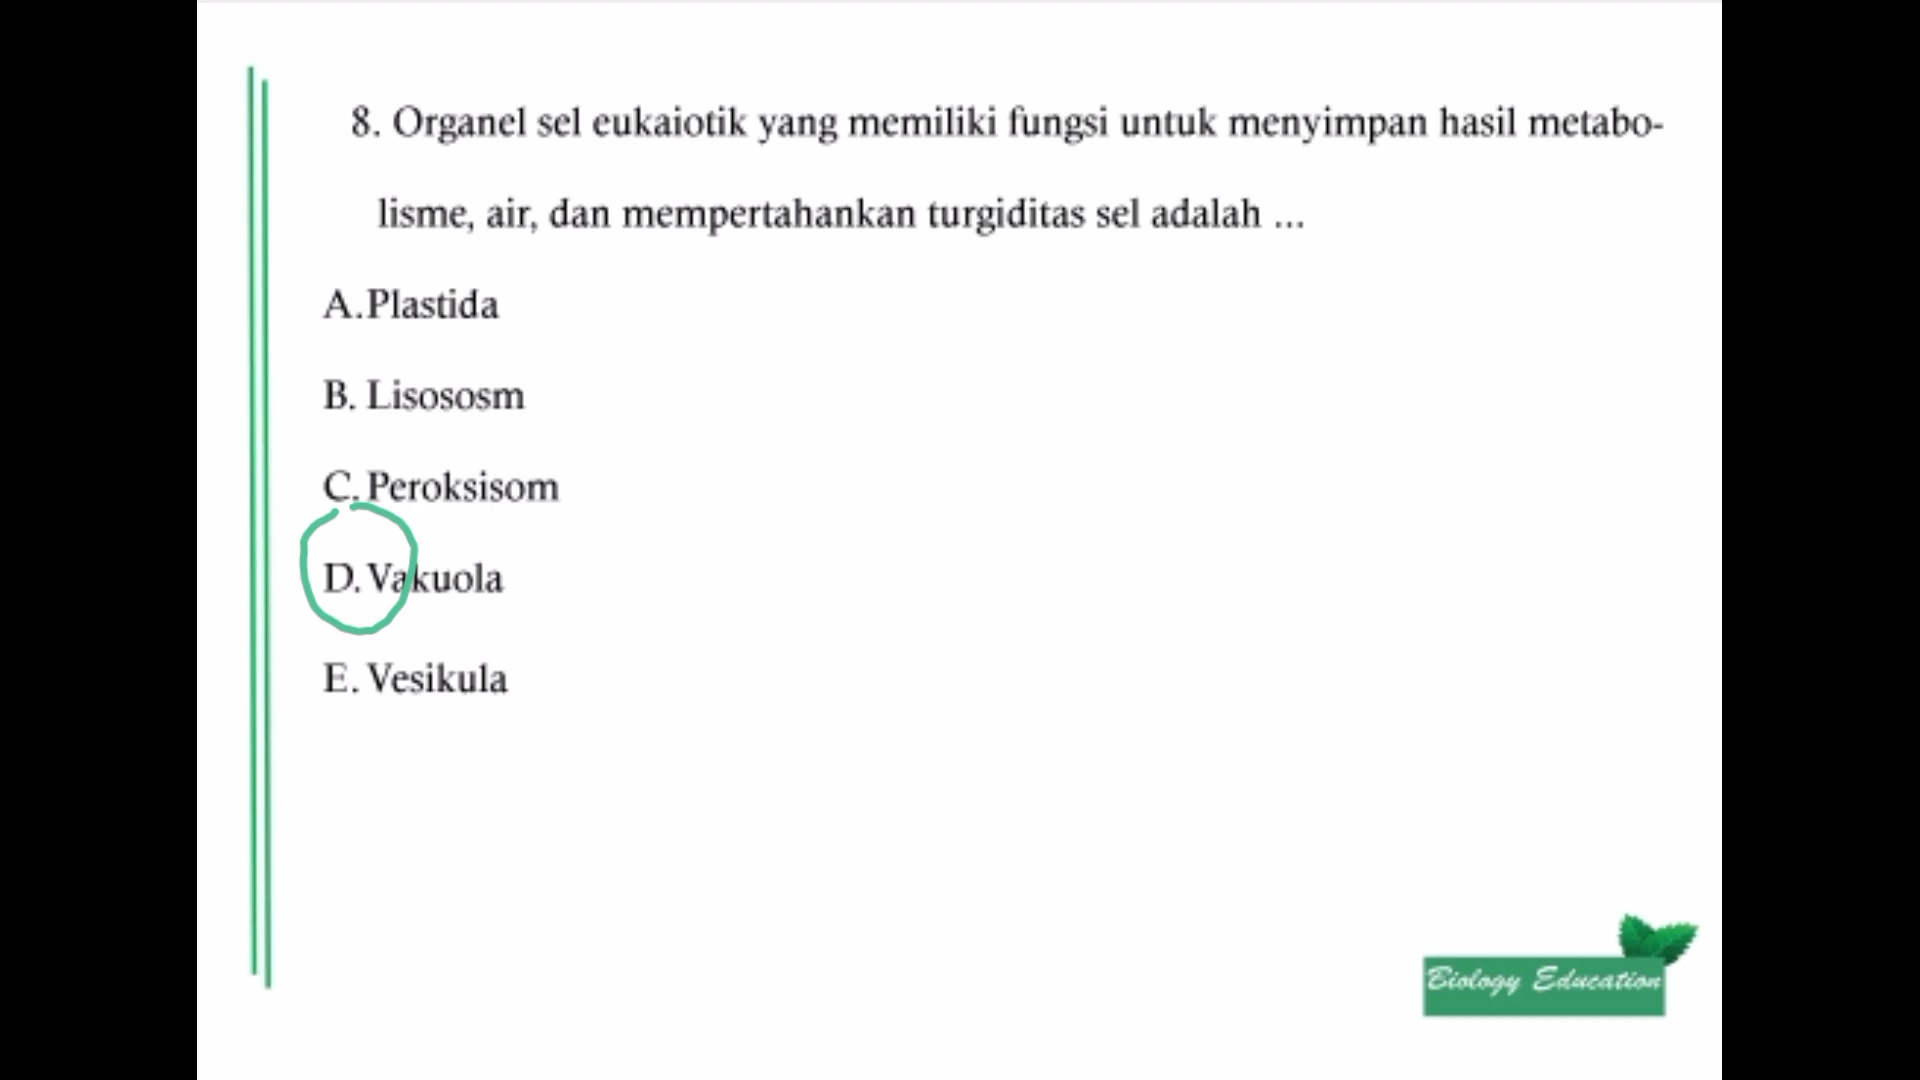 8. Organel sel eukaiotik yang memiliki fungsi untuk menyimpan hasil metabo-
lisme, air, dan mempertahankan turgiditas sel adalah ...
A.Plastida
B. Lisososm
C. Peroksisom
D. Vakuola
E. Vesikula
Biology Education